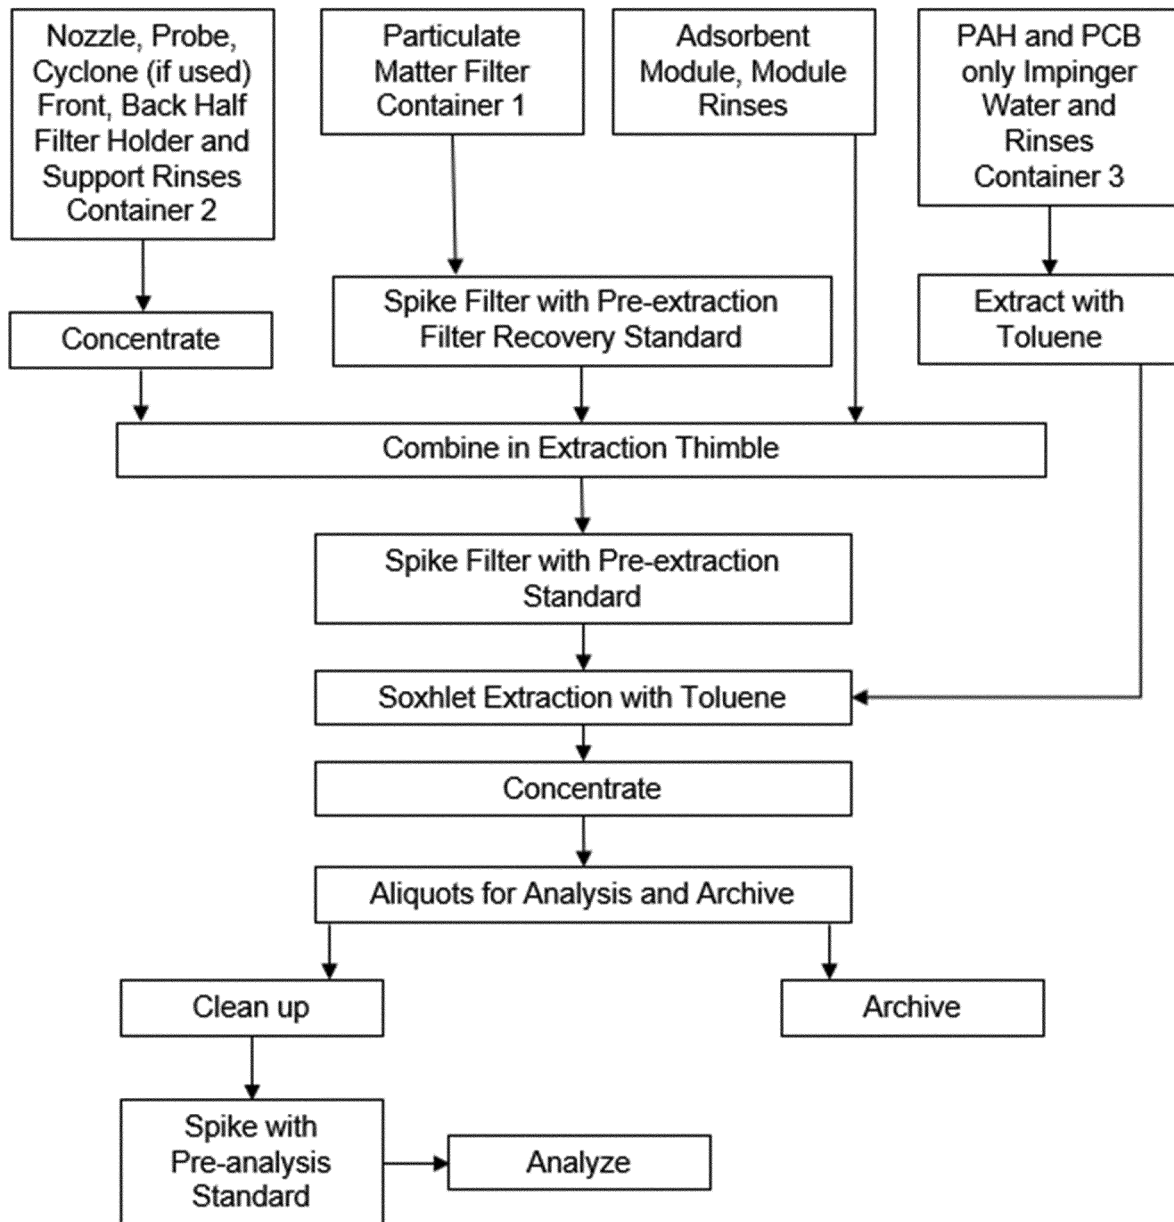 Nozzle, Probe,
Cyclone (if used)
Front, Back Half
Filter Holder and
Support Rinses
Container 2
Particulate
Matter Filter
Container 1
Adsorbent
Module, Module
Rinses
PAH and PCB
only Impinger
Water and
Rinses
Container 3
Concentrate
Spike Filter with Pre-extraction
Filter Recovery Standard
Extract with
Toluene
Combine in Extraction Thimble
Spike Filter with Pre-extraction
Standard
Soxhlet Extraction with Toluene
Concentrate
Aliquots for Analysis and Archive
Clean up
Archive
Spike with
Pre-analysis
Standard
Analyze